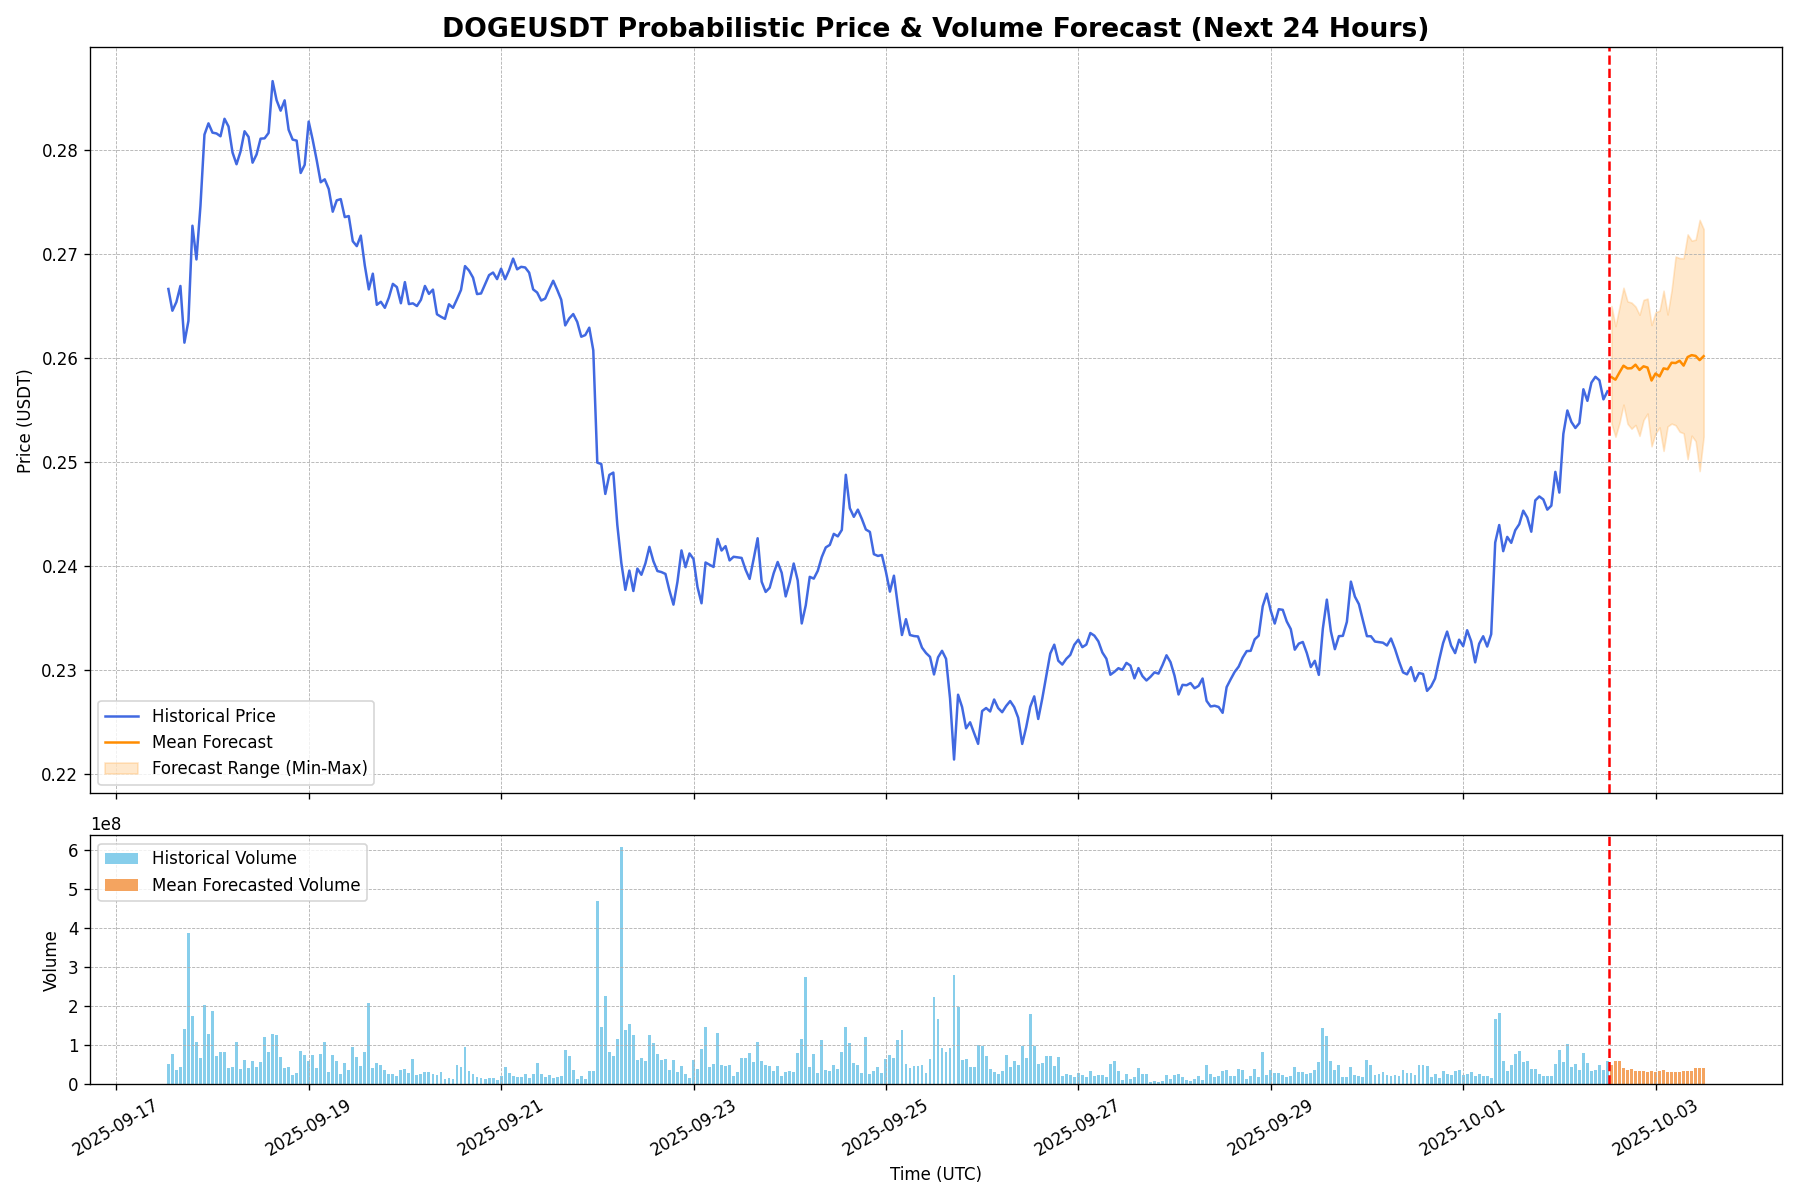 DOGEUSDT Probabilistic Price & Volume Forecast (Next 24 Hours)
Price (USDT)
0.28
0.27
0.26
0.25
0.24
0.23
0.22
Historical Price
Mean Forecast
Forecast Range (Min-Max)
1e8
Volume
6
5
4
3
2
1
0
Historical Volume
Mean Forecasted Volume
2025-09-17
2025-09-19
2025-09-21
2025-09-23
2025-09-25
2025-09-27
2025-09-29
2025-10-01
2025-10-03
Time (UTC)